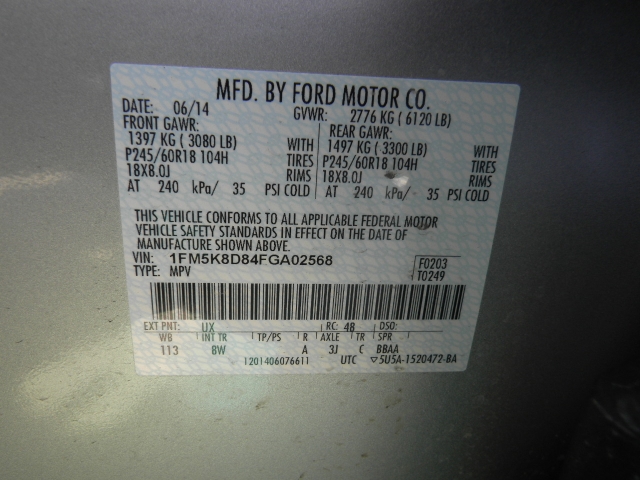 MFD. BY FORD MOTOR CO.
DATE: 06/14 GVWR: 2776 KG ( 6120 LB)
FRONT GAWR: REAR GAWR:
1397 KG ( 3080 LB) WITH 1497 KG ( 3300 LB) WITH
P245/60R18 104H TIRES P245/60R18 104H TIRES
18X8.0J RIMS 18X8.0J RIMS
AT 240 kPa/ 35 PSI COLD AT 240 kPa/ 35 PSI COLD
THIS VEHICLE CONFORMS TO ALL APPLICABLE FEDERAL MOTOR
VEHICLE SAFETY STANDARDS IN EFFECT ON THE DATE OF
MANUFACTURE SHOWN ABOVE.
VIN: 1FM5K8D84FGA02568 F0203
TYPE: MPV T0249
EXT PNT: UX RC: 48 DSO:
WB INT TR TP/PS R AXLE TR SPR
113 8W A 3J C BBAA
1201406076611 UTC 5U5A-1520472-BA